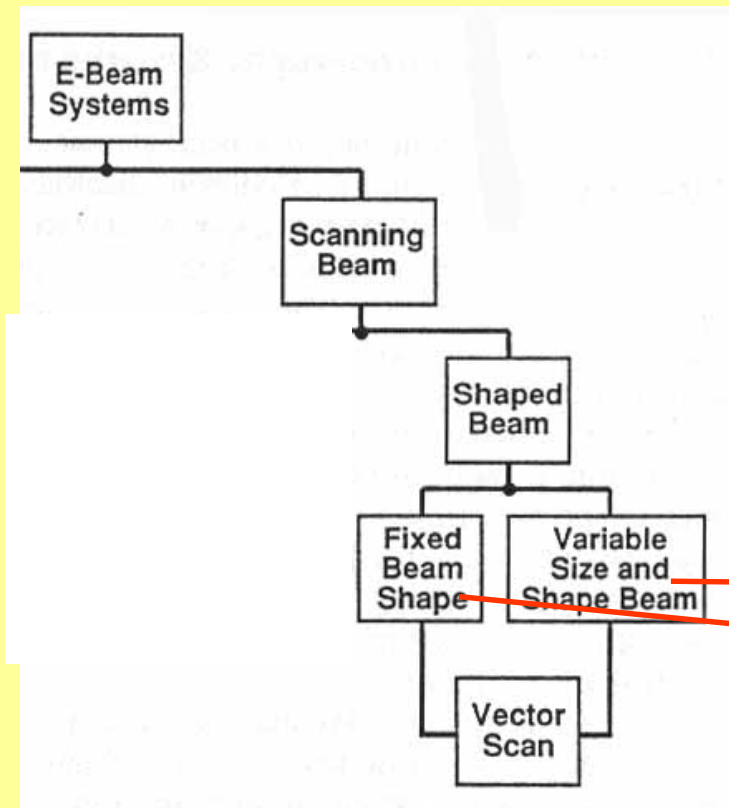 E-Beam
Systems
Scanning
Beam
Shaped
Beam
Fixed
Beam
Shape
Variable
Size and
Shape Beam
Vector
Scan